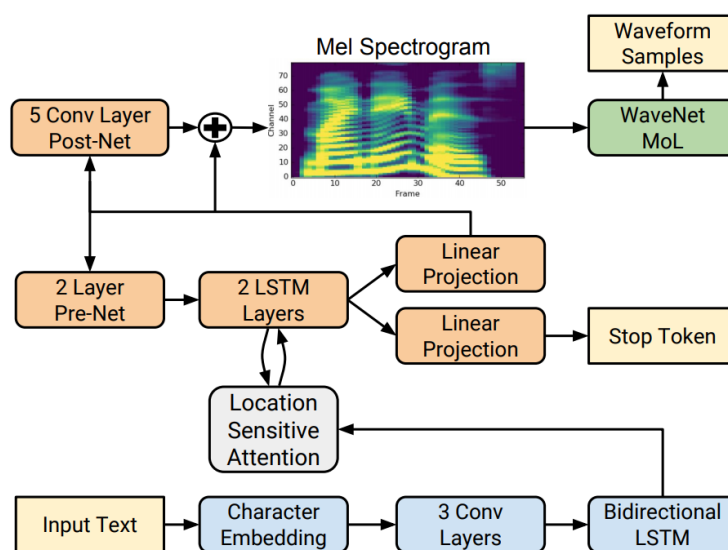 Mel Spectrogram
Waveform
Samples
5 Conv Layer
Post-Net
WaveNet
MoL
Channel
70
60
50
40
30
20
10
0
0 10 20 30 40 50
Frame
2 Layer
Pre-Net
2 LSTM
Layers
Linear
Projection
Linear
Projection
Stop Token
Location
Sensitive
Attention
Input Text
Character
Embedding
3 Conv
Layers
Bidirectional
LSTM